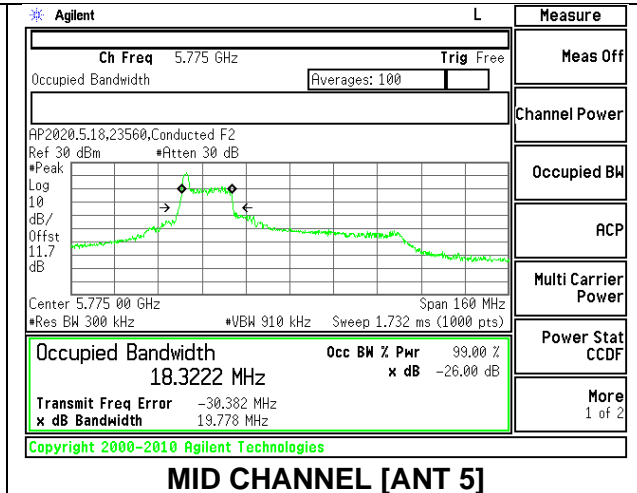 Agilent L
Ch Freq 5.775 GHz Trig Free
Occupied Bandwidth Averages: 100
AP2020.5.18,23560,Conducted F2
Ref 30 dBm #Atten 30 dB
#Peak
Log
10
dB/
Offst
11.7
dB
Center 5.775 00 GHz Span 160 MHz
#Res BW 300 kHz #VBW 910 kHz Sweep 1.732 ms (1000 pts)
Occupied Bandwidth Occ BW % Pwr 99.00 %
18.3222 MHz x dB -26.00 dB
Transmit Freq Error -30.382 MHz
x dB Bandwidth 19.778 MHz
Copyright 2000-2010 Agilent Technologies
Measure
Meas Off
Channel Power
Occupied BW
ACP
Multi Carrier
Power
Power Stat
CCDF
More
1 of 2
MID CHANNEL [ANT 5]